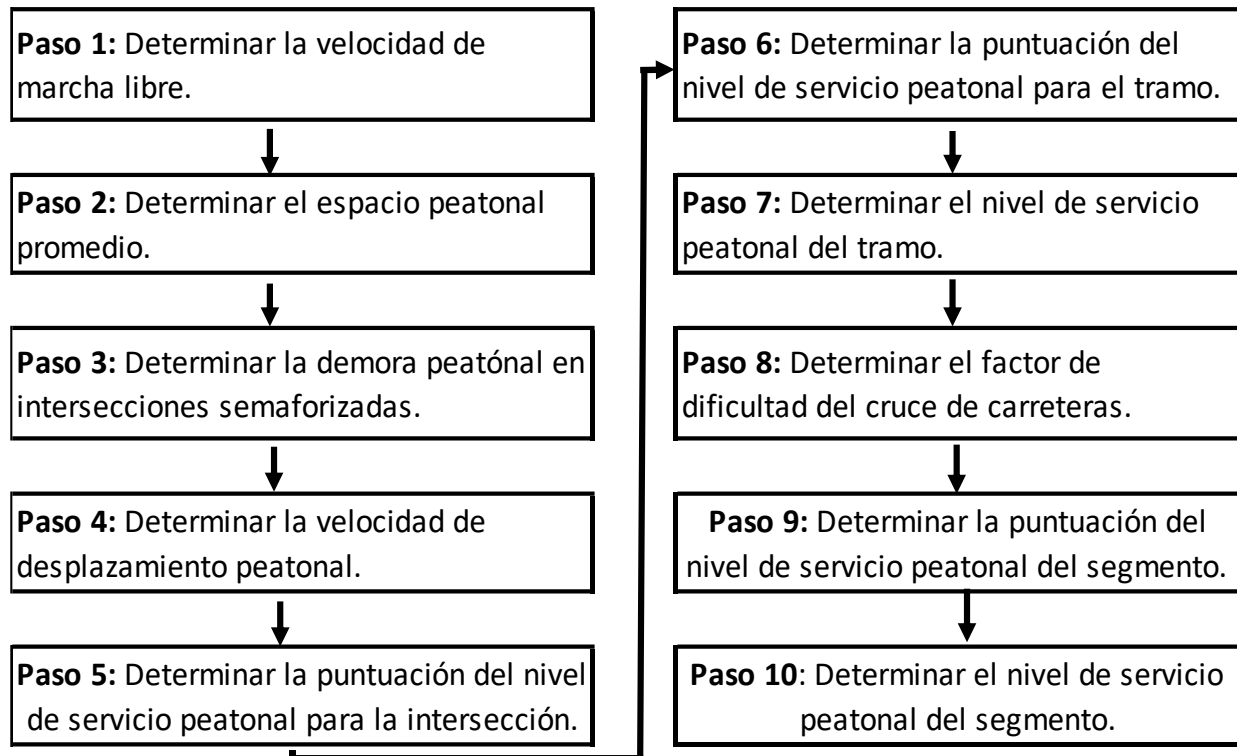 Paso 1: Determinar la velocidad de
marcha libre.
Paso 2: Determinar el espacio peatonal
promedio.
Paso 3: Determinar la demora peatónal en
intersecciones semaforizadas.
Paso 4: Determinar la velocidad de
desplazamiento peatonal.
Paso 5: Determinar la puntuación del nivel
de servicio peatonal para la intersección.
Paso 6: Determinar la puntuación del
nivel de servicio peatonal para el tramo.
Paso 7: Determinar el nivel de servicio
peatonal del tramo.
Paso 8: Determinar el factor de
dificultad del cruce de carreteras.
Paso 9: Determinar la puntuación del
nivel de servicio peatonal del segmento.
Paso 10: Determinar el nivel de servicio
peatonal del segmento.